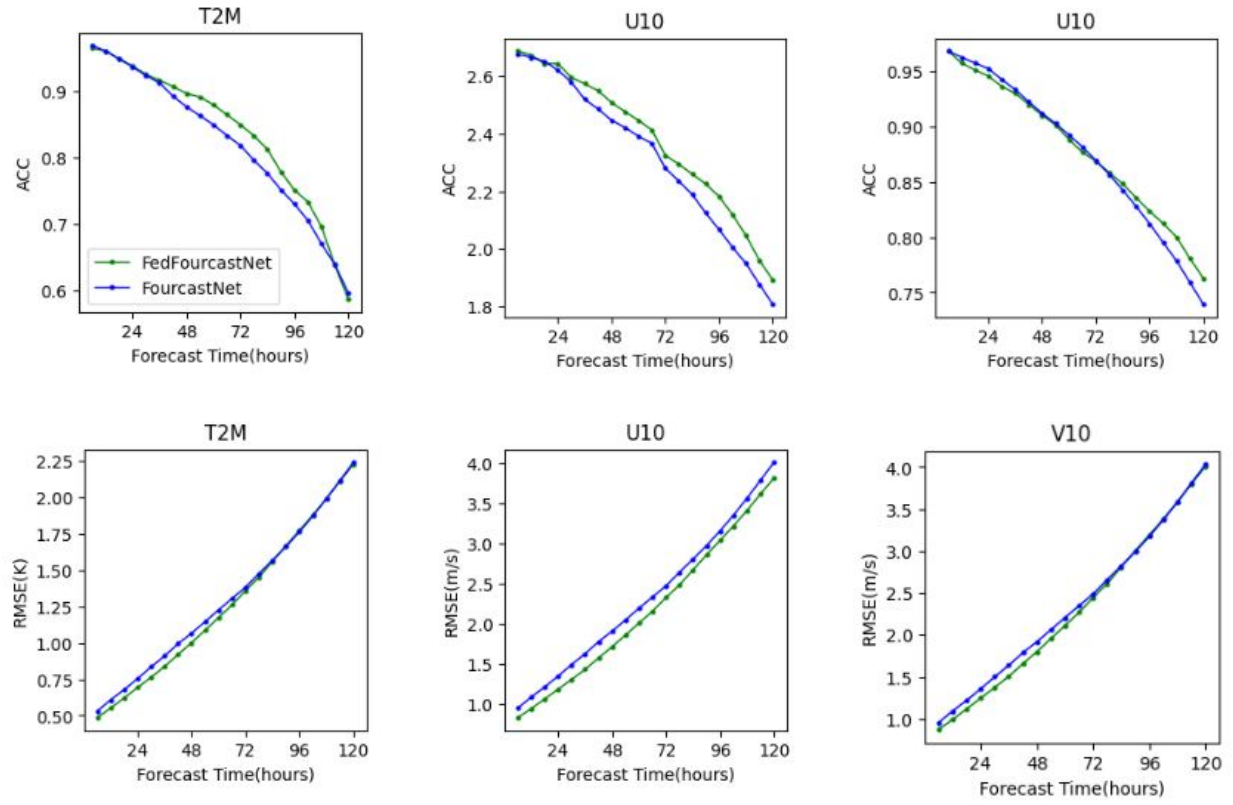 T2M
U10
U10
ACC
0.9
0.8
0.7
0.6
FedFourcastNet
FourcastNet
24 48 72 96 120
Forecast Time(hours)
ACC
2.6
2.4
2.2
2.0
1.8
24 48 72 96 120
Forecast Time(hours)
ACC
0.95
0.90
0.85
0.80
0.75
24 48 72 96 120
Forecast Time(hours)
T2M
U10
V10
RMSE(K)
2.25
2.00
1.75
1.50
1.25
1.00
0.75
0.50
24 48 72 96 120
Forecast Time(hours)
RMSE(m/s)
4.0
3.5
3.0
2.5
2.0
1.5
1.0
24 48 72 96 120
Forecast Time(hours)
RMSE(m/s)
4.0
3.5
3.0
2.5
2.0
1.5
1.0
24 48 72 96 120
Forecast Time(hours)